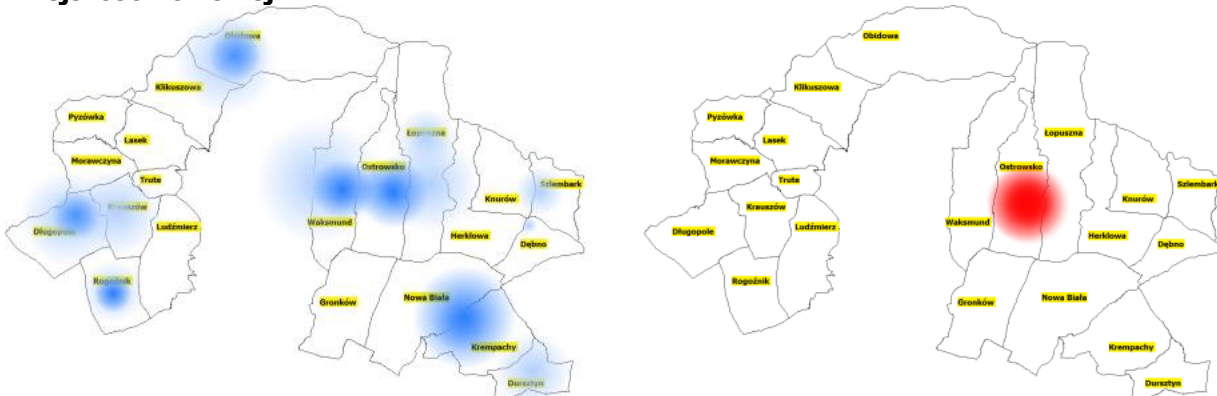 Obidowa
Klikuszowa
Pyzówka
Lasek
Morawczyna
Trute
Krauszów
Długopole
Ludźmierz
Rogoźnik
Łopuszna
Ostrowsko
Szlembark
Knurów
Waksmund
Herklowa
Dębno
Gronków
Nowa Biała
Krempachy
Dursztyn
Obidowa
Klikuszowa
Pyzówka
Lasek
Morawczyna
Trute
Krauszów
Długopole
Ludźmierz
Rogoźnik
Łopuszna
Ostrowsko
Szlembark
Knurów
Waksmund
Herklowa
Dębno
Gronków
Nowa Biała
Krempachy
Dursztyn